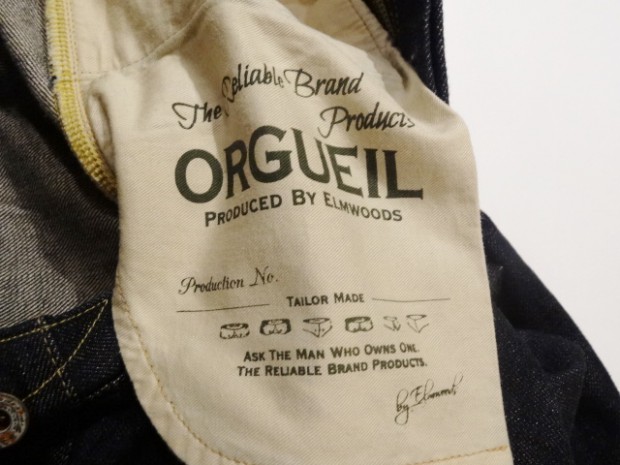 The Reliable Brand
Products
ORGUEIL
PRODUCED BY ELMWOODS
Production No.
TAILOR MADE
ASK THE MAN WHO OWNS ONE.
THE RELIABLE BRAND PRODUCTS.
by Elmwoods